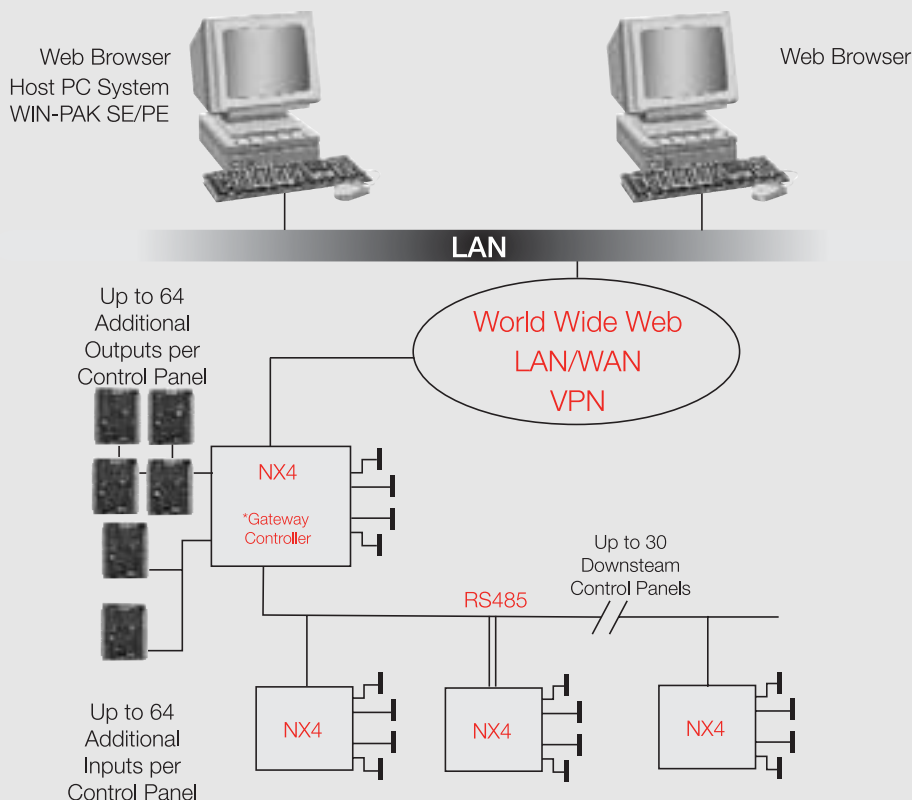 Web Browser
Host PC System
WIN-PAK SE/PE
Web Browser
LAN
World Wide Web
LAN/WAN
VPN
Up to 64
Additional
Outputs per
Control Panel
NX4
*Gateway
Controller
Up to 30
Downsteam
Control Panels
RS485
NX4
NX4
NX4
Up to 64
Additional
Inputs per
Control Panel